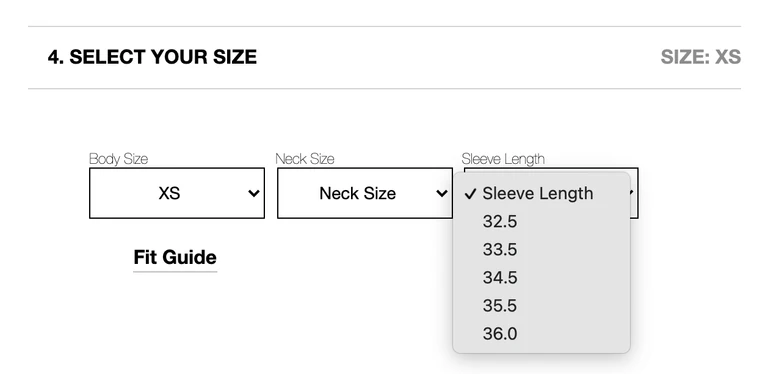 4. SELECT YOUR SIZE SIZE: XS
Body Size Neck Size Sleeve Length
XS Neck Size ✓ Sleeve Length
32.5
33.5
Fit Guide
34.5
35.5
36.0